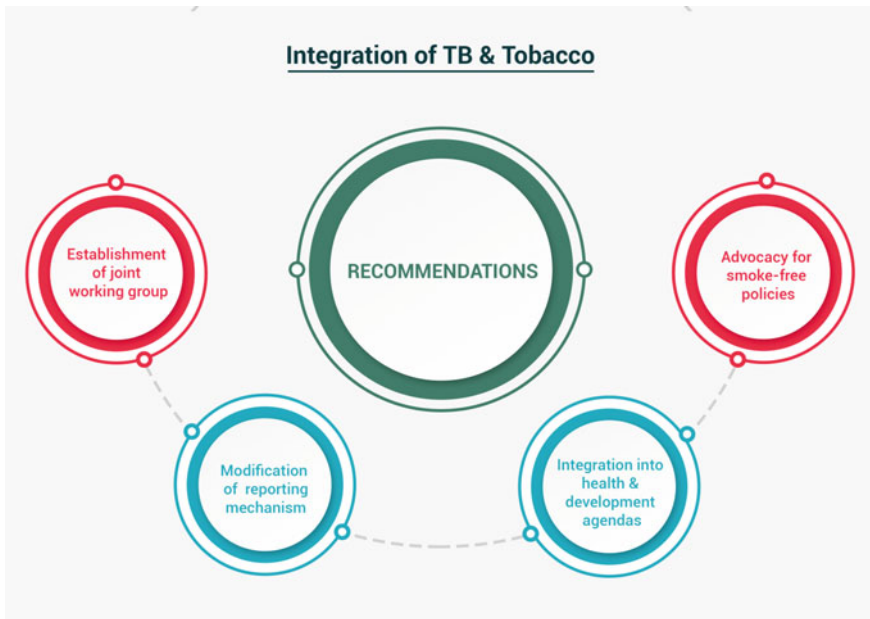 Integration of TB & Tobacco
RECOMMENDATIONS
Establishment
of joint
working group
Modification
of reporting
mechanism
Integration into
health &
development
agendas
Advocacy for
smoke-free
policies